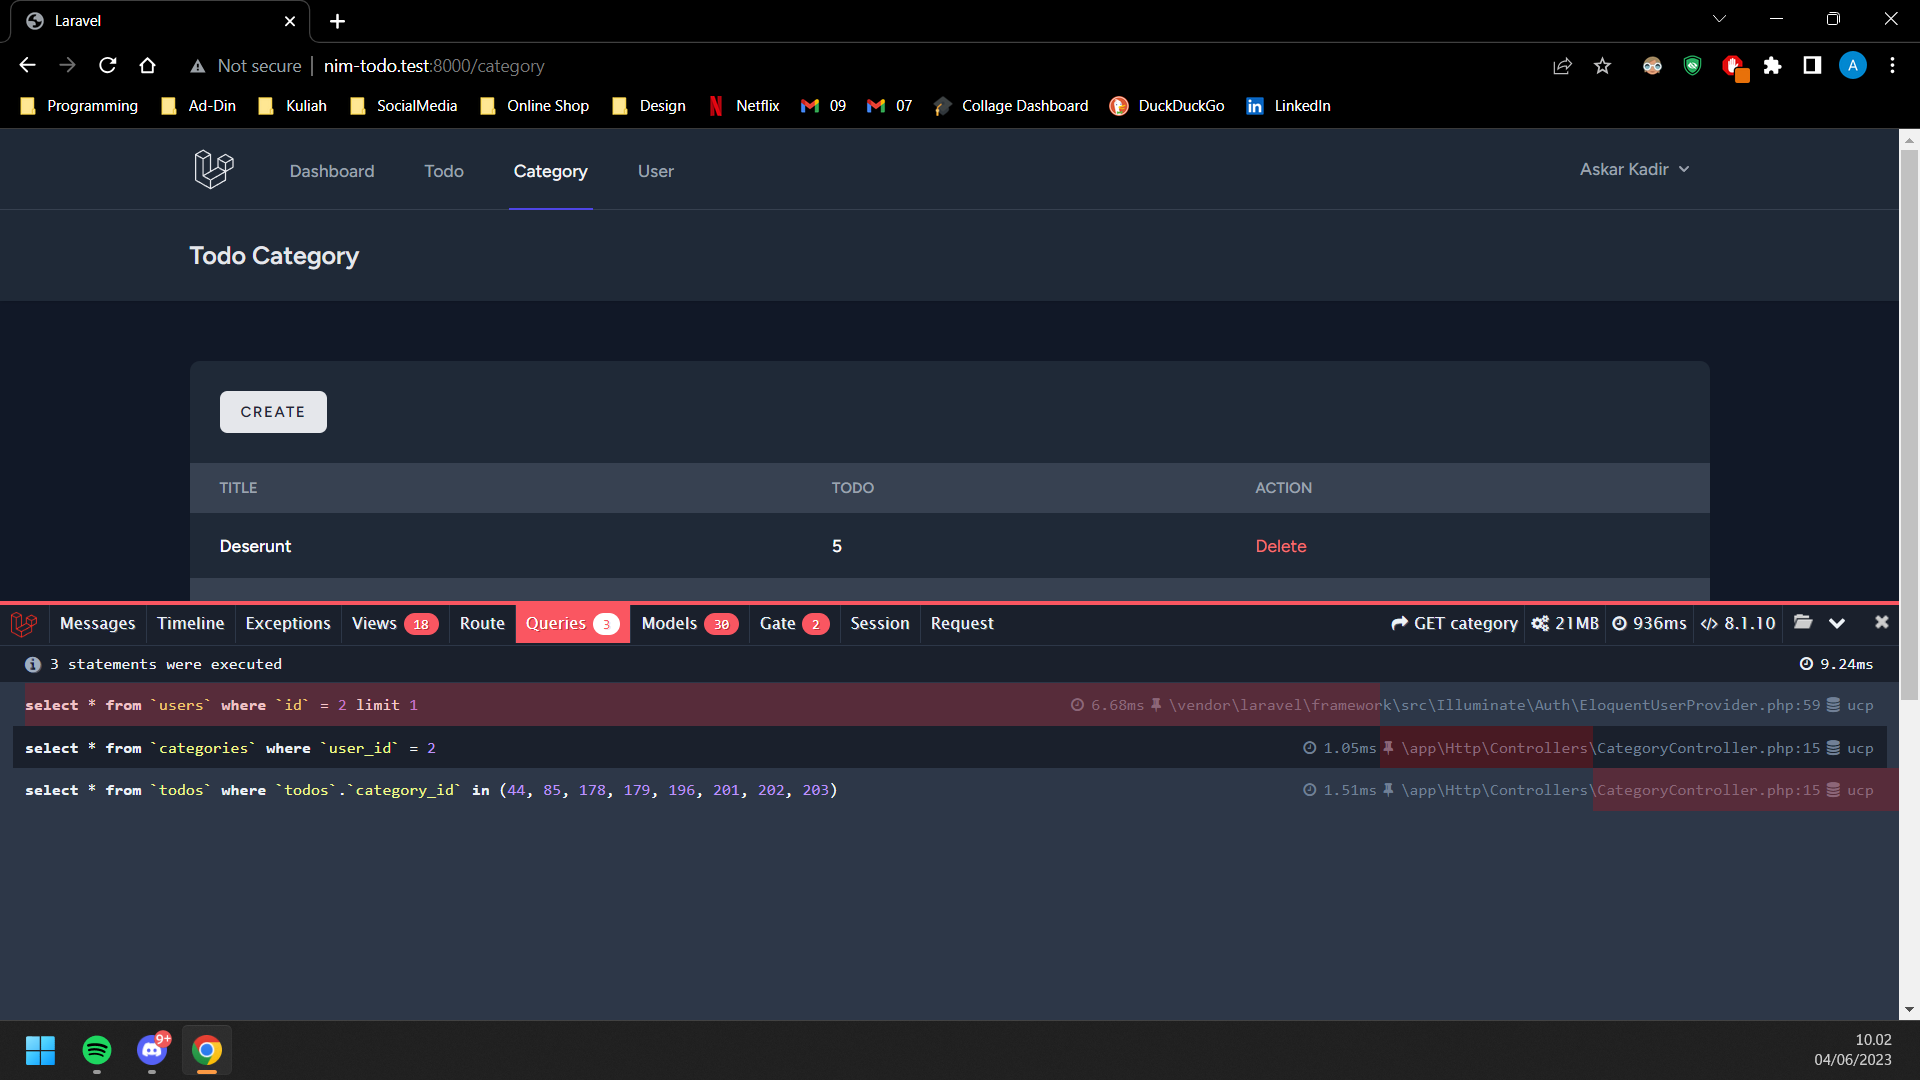 Laravel
Not secure | nim-todo.test:8000/category
A
Programming Ad-Din Kuliah SocialMedia Online Shop Design Netflix 09 07 Collage Dashboard DuckDuckGo LinkedIn
Dashboard Todo Category User Askar Kadir
Todo Category
CREATE
TITLE TODO ACTION
Deserunt 5 Delete
Messages Timeline Exceptions Views 18 Route Queries 3 Models 30 Gate 2 Session Request GET category 21MB 936ms 8.1.10
3 statements were executed 9.24ms
select * from `users` where `id` = 2 limit 1 6.68ms \vendor\laravel\framework\src\Illuminate\Auth\EloquentUserProvider.php:59 ucp
select * from `categories` where `user_id` = 2 1.05ms \app\Http\Controllers\CategoryController.php:15 ucp
select * from `todos` where `todos`.`category_id` in (44, 85, 178, 179, 196, 201, 202, 203) 1.51ms \app\Http\Controllers\CategoryController.php:15 ucp
9+
10.02
04/06/2023